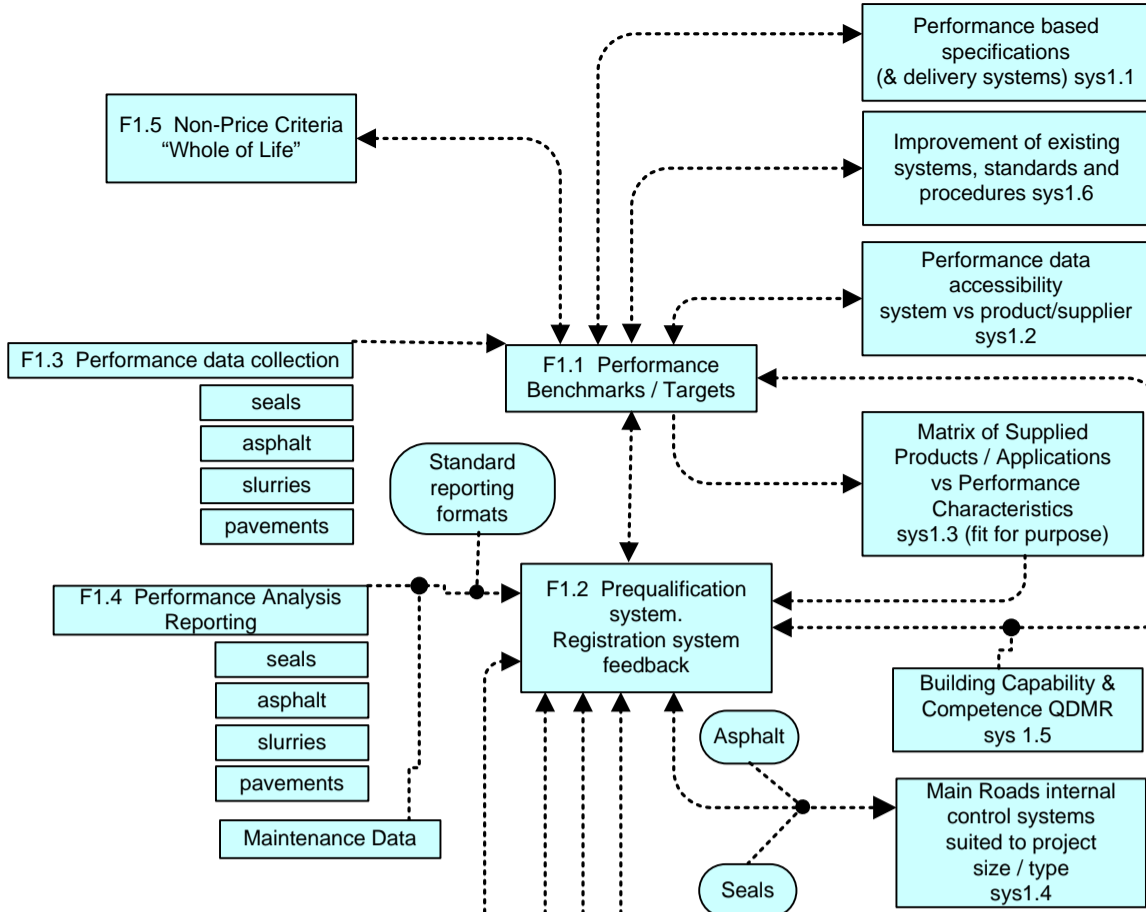 Performance based
specifications
(& delivery systems) sys1.1
F1.5 Non-Price Criteria
“Whole of Life”
Improvement of existing
systems, standards and
procedures sys1.6
Performance data
accessibility
system vs product/supplier
sys1.2
F1.3 Performance data collection
seals
asphalt
slurries
pavements
F1.1 Performance
Benchmarks / Targets
Matrix of Supplied
Products / Applications
vs Performance
Characteristics
sys1.3 (fit for purpose)
Standard
reporting
formats
F1.4 Performance Analysis
Reporting
seals
asphalt
slurries
pavements
Maintenance Data
F1.2 Prequalification
system.
Registration system
feedback
Building Capability &
Competence QDMR
sys 1.5
Asphalt
Seals
Main Roads internal
control systems
suited to project
size / type
sys1.4